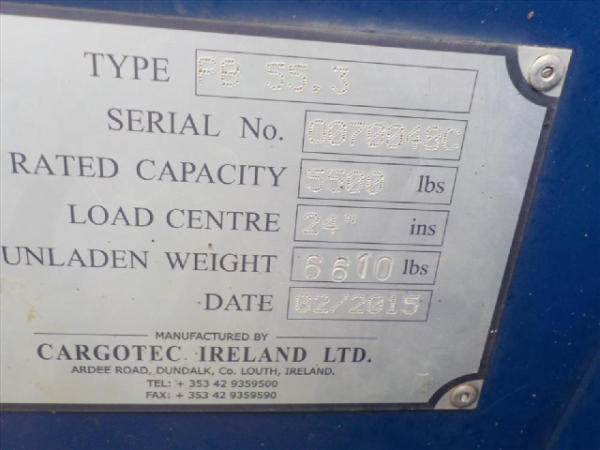 TYPE PB 55.3
SERIAL No. 0070048C
RATED CAPACITY 5500 lbs
LOAD CENTRE 24" ins
UNLADEN WEIGHT 6610 lbs
DATE 02/2015
MANUFACTURED BY
CARGOTEC IRELAND LTD.
ARDEE ROAD, DUNDALK, Co. LOUTH, IRELAND.
TEL: + 353 42 9359500
FAX: + 353 42 9359590